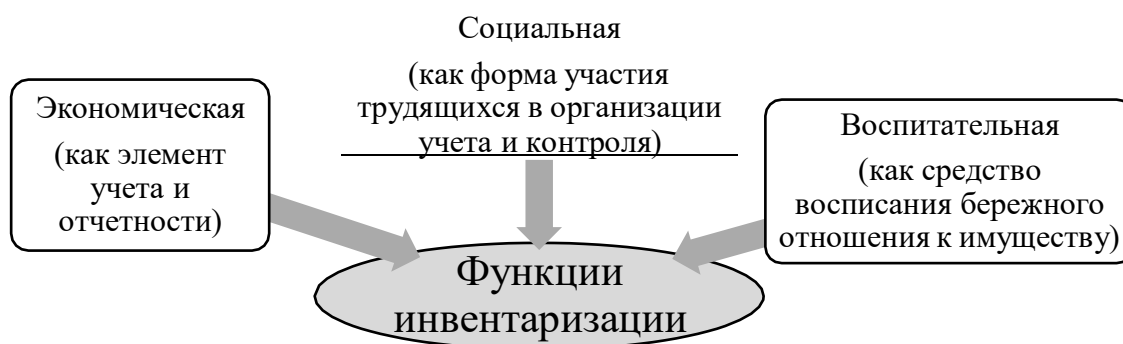 Социальная
(как форма участия
трудящихся в организации
учета и контроля)
Экономическая
(как элемент
учета и
отчетности)
Воспитательная
(как средство
восписания бережного
отношения к имуществу)
Функции
инвентаризации